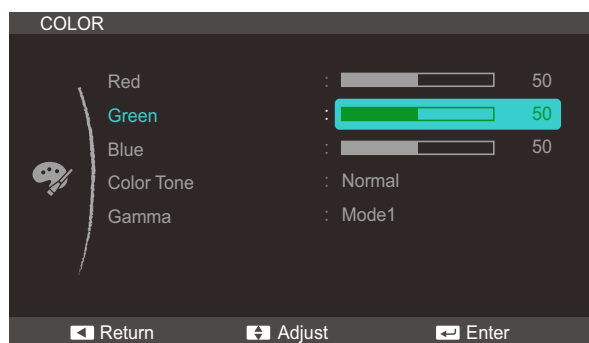 COLOR
Red : 50
Green : 50
Blue : 50
Color Tone : Normal
Gamma : Mode1
Return Adjust Enter